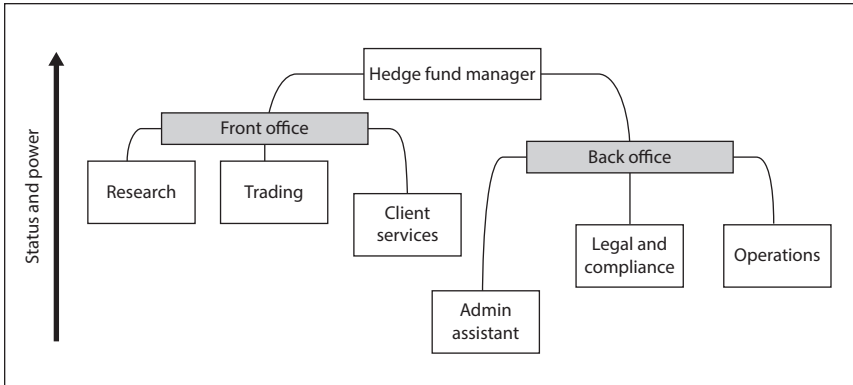 Status and power
Hedge fund manager
Front office
Research
Trading
Client
services
Back office
Legal and
compliance
Operations
Admin
assistant